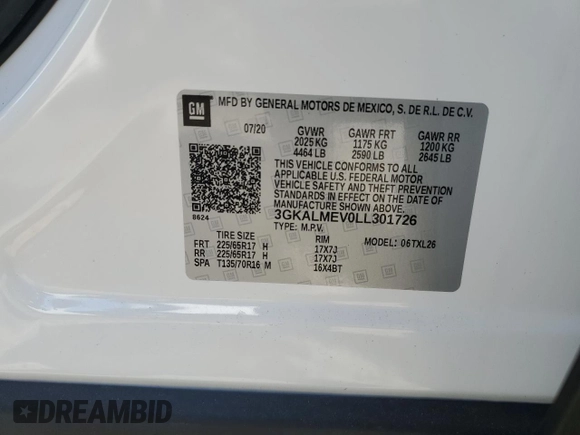 GM
MFD BY GENERAL MOTORS DE MEXICO, S. DE R.L. DE C.V.
07/20 GVWR GAWR FRT GAWR RR
2025 KG 1175 KG 1200 KG
4464 LB 2590 LB 2645 LB
THIS VEHICLE CONFORMS TO ALL
APPLICABLE U.S. FEDERAL MOTOR
VEHICLE SAFETY AND THEFT PREVENTION
STANDARDS IN EFFECT ON THE DATE OF
MANUFACTURE SHOWN ABOVE.
8624 3GKALMEV0LL301726
TYPE: M.P.V.
TIRE SIZE RIM MODEL: 06TXL26
FRT 225/65R17 H 17X7J
RR 225/65R17 H 17X7J
SPA T135/70R16 M 16X4BT
DREAMBID